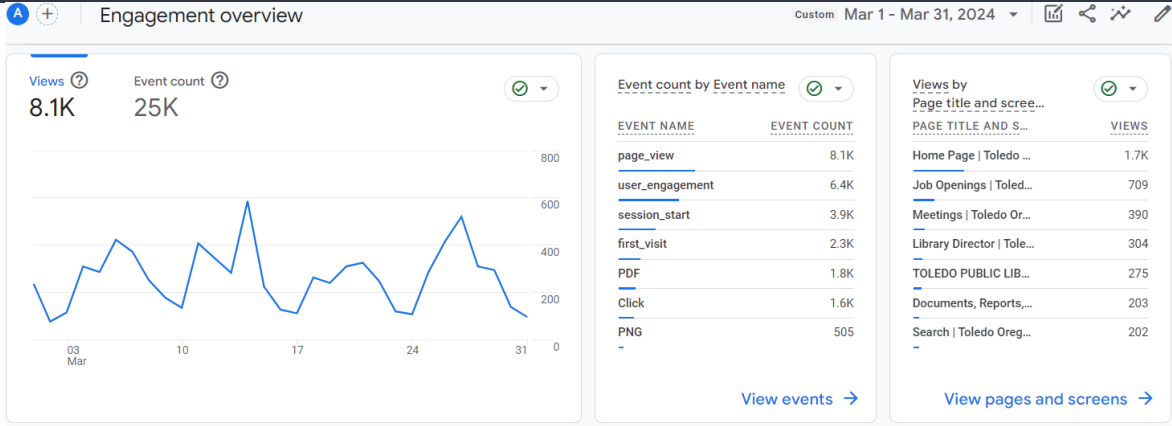 A
Engagement overview
Custom Mar 1 - Mar 31, 2024
Views
8.1K
Event count
25K
800
600
400
200
0
03
Mar
10
17
24
31
Event count by Event name
EVENT NAME EVENT COUNT
page_view 8.1K
user_engagement 6.4K
session_start 3.9K
first_visit 2.3K
PDF 1.8K
Click 1.6K
PNG 505
View events
Views by
Page title and scree...
PAGE TITLE AND S... VIEWS
Home Page | Toledo ... 1.7K
Job Openings | Toled... 709
Meetings | Toledo Or... 390
Library Director | Tole... 304
TOLEDO PUBLIC LIB... 275
Documents, Reports,... 203
Search | Toledo Oreg... 202
View pages and screens